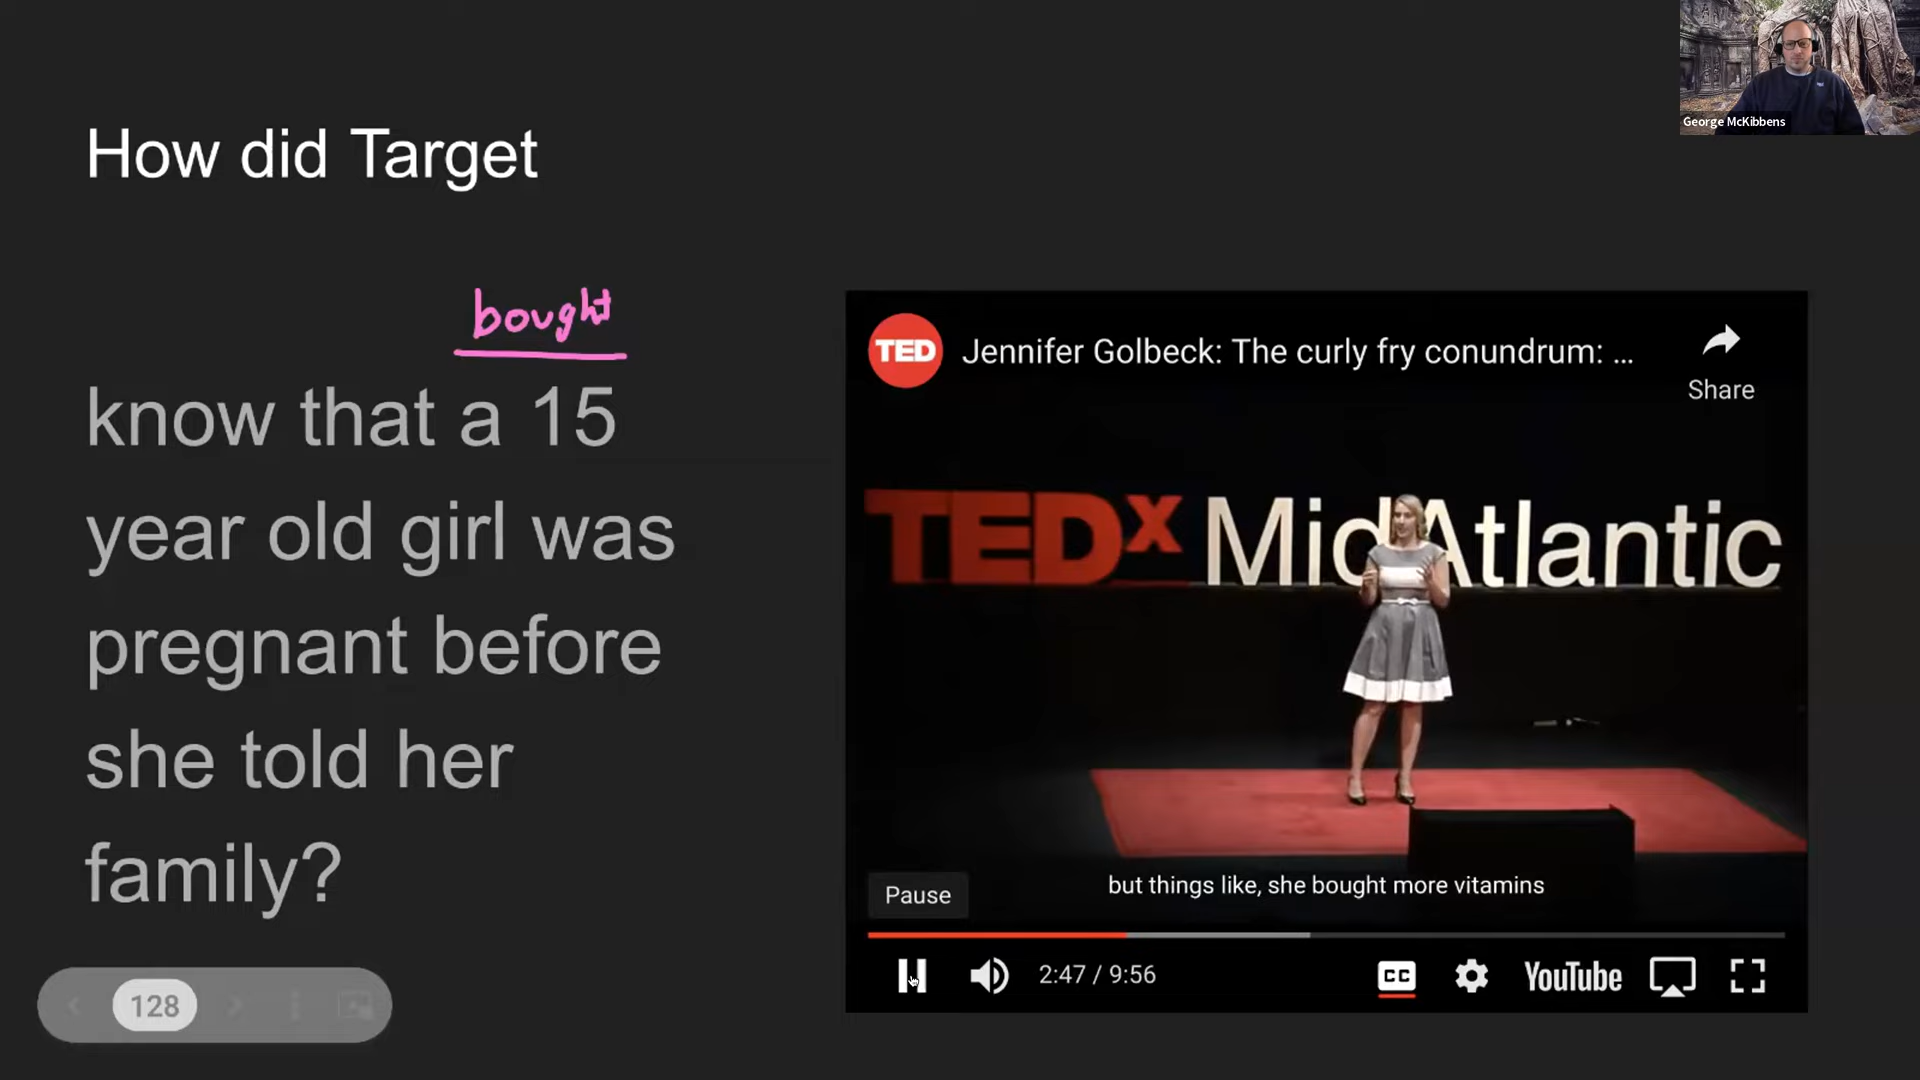 George McKibbens
How did Target
bought
know that a 15
year old girl was
pregnant before
she told her
family?
128
TED
Jennifer Golbeck: The curly fry conundrum: ...
Share
TEDx MidAtlantic
but things like, she bought more vitamins
Pause
2:47 / 9:56
CC
YouTube